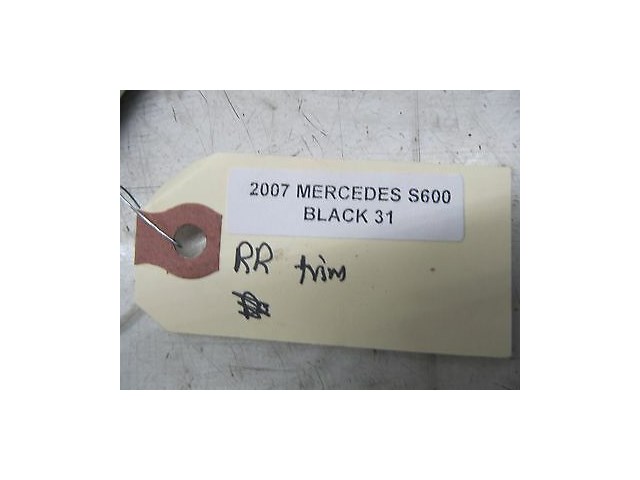 2007 MERCEDES S600
BLACK 31
RR trim